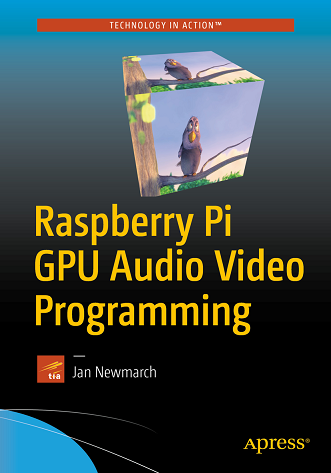 TECHNOLOGY IN ACTION™
Raspberry Pi
GPU Audio Video
Programming
tia
Jan Newmarch
Apress®